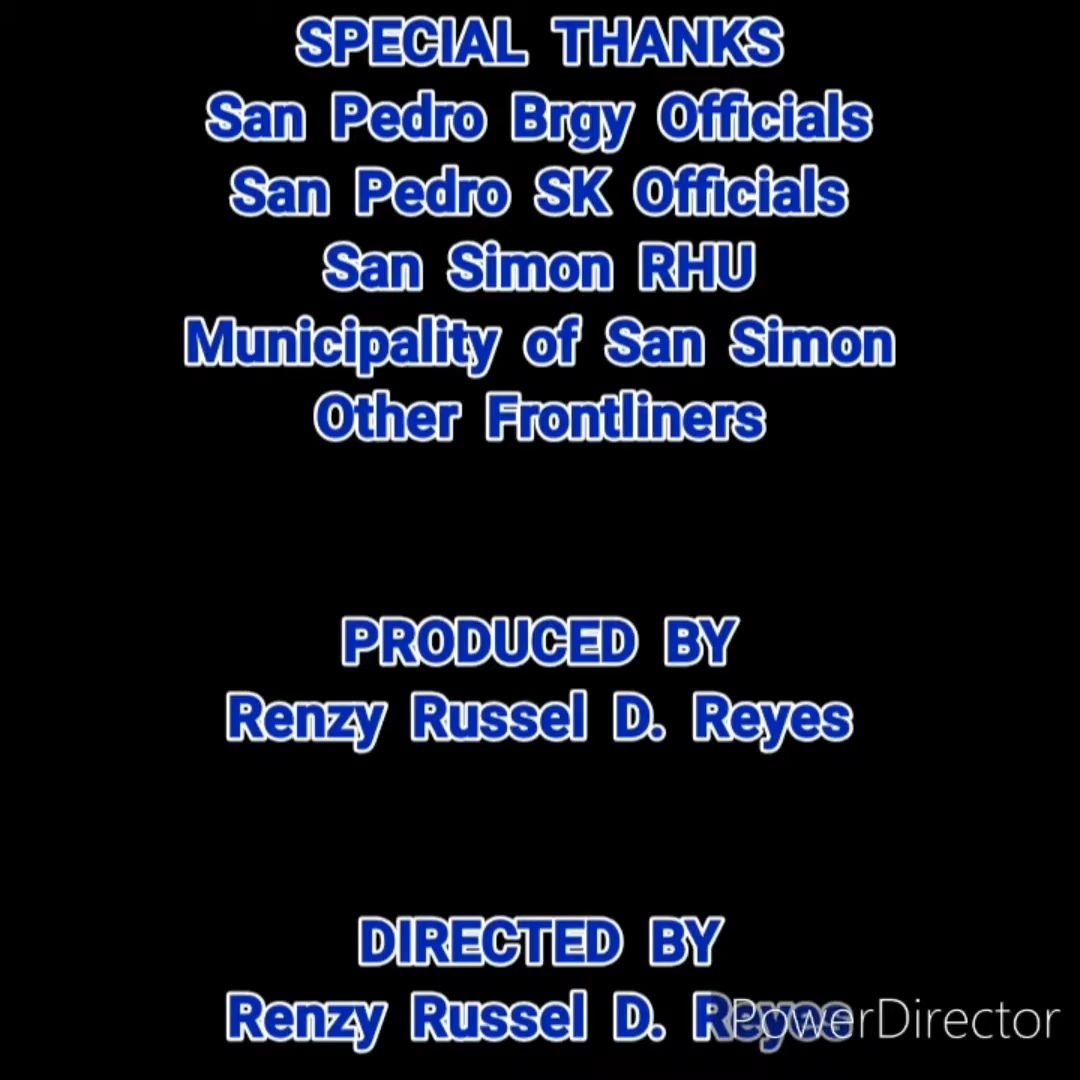 SPECIAL THANKS
San Pedro Brgy Officials
San Pedro SK Officials
San Simon RHU
Municipality of San Simon
Other Frontliners
PRODUCED BY
Renzy Russel D. Reyes
DIRECTED BY
Renzy Russel D. Reyes
PowerDirector